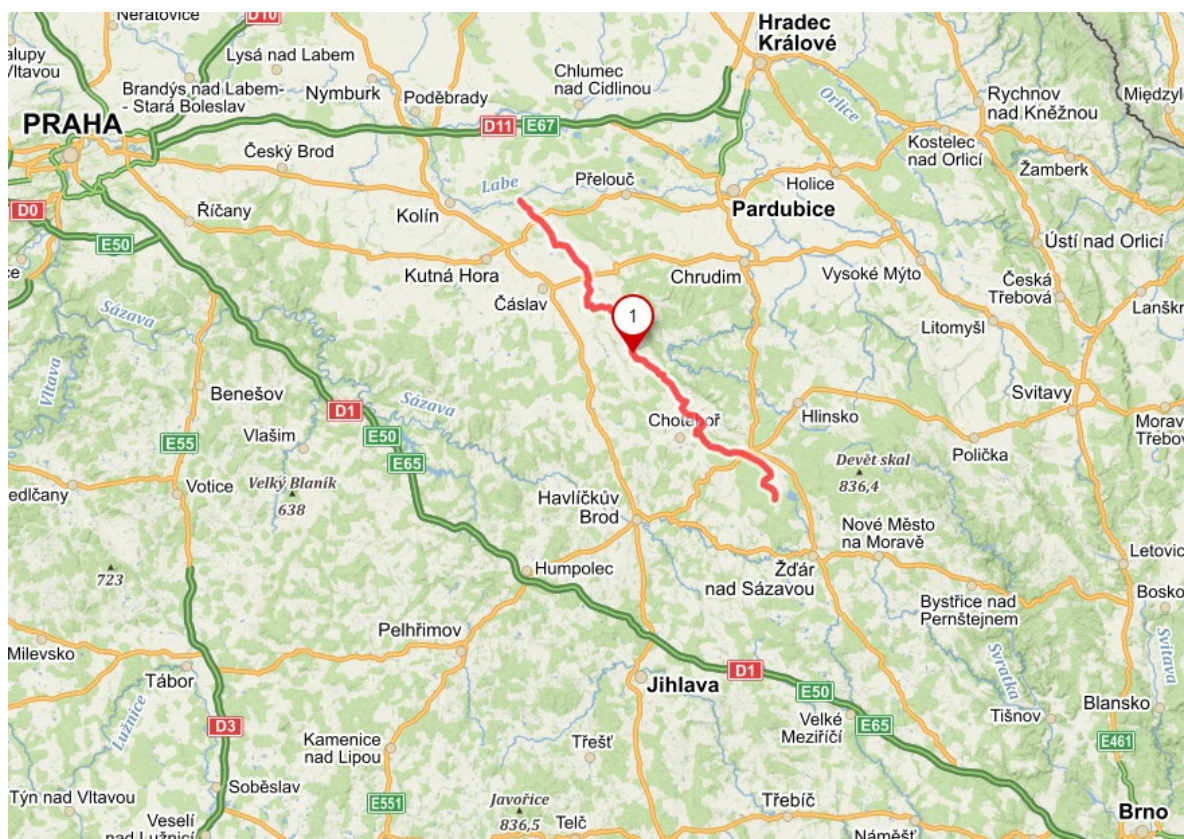 Neratovice
D10
Hradec
Králové
alupy
Vltavou
Lysá nad Labem
Chlumec
nad Cidlinou
Brandýs nad Labem-
- Stará Boleslav
Nymburk
Poděbrady
Orlice
Rychnov
nad Kněžnou
Międzyle
PRAHA
D11
E67
Kostelec
nad Orlicí
Český Brod
Žamberk
Labe
Přelouč
Holice
D0
Říčany
Kolín
Pardubice
E50
Ústí nad Orlicí
ce
Kutná Hora
Chrudim
Vysoké Mýto
Čáslav
Česká
Třebová
Lanškr
Sázava
1
Litomyšl
Vltava
Benešov
Sázava
D1
Svitavy
Chotěboř
Hlinsko
Morav
Třebov
E55
Vlašim
E50
Polička
edlčany
Votice
Velký Blaník
638
E65
Devět skal
836,4
Havlíčkův
Brod
Nové Město
na Moravě
Letovic
723
Humpolec
Žďár
nad Sázavou
Bosko
Bystřice nad
Pernštejnem
Milevsko
Pelhřimov
Svratka
Svitava
Tábor
Jihlava
D1
E50
Blansko
Lužnice
D3
Velké
Meziříčí
E65
Tišnov
Kamenice
nad Lipou
Třešť
E461
Týn nad Vltavou
Soběslav
E551
Javořice
836,5
Třebíč
Brno
Veselí
nad Lužnicí
Telč
Náměšť